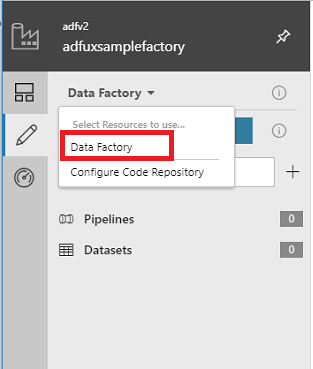 adfv2
adfuxsamplefactory
Data Factory
Select Resources to use...
Data Factory
Configure Code Repository
Pipelines 0
Datasets 0